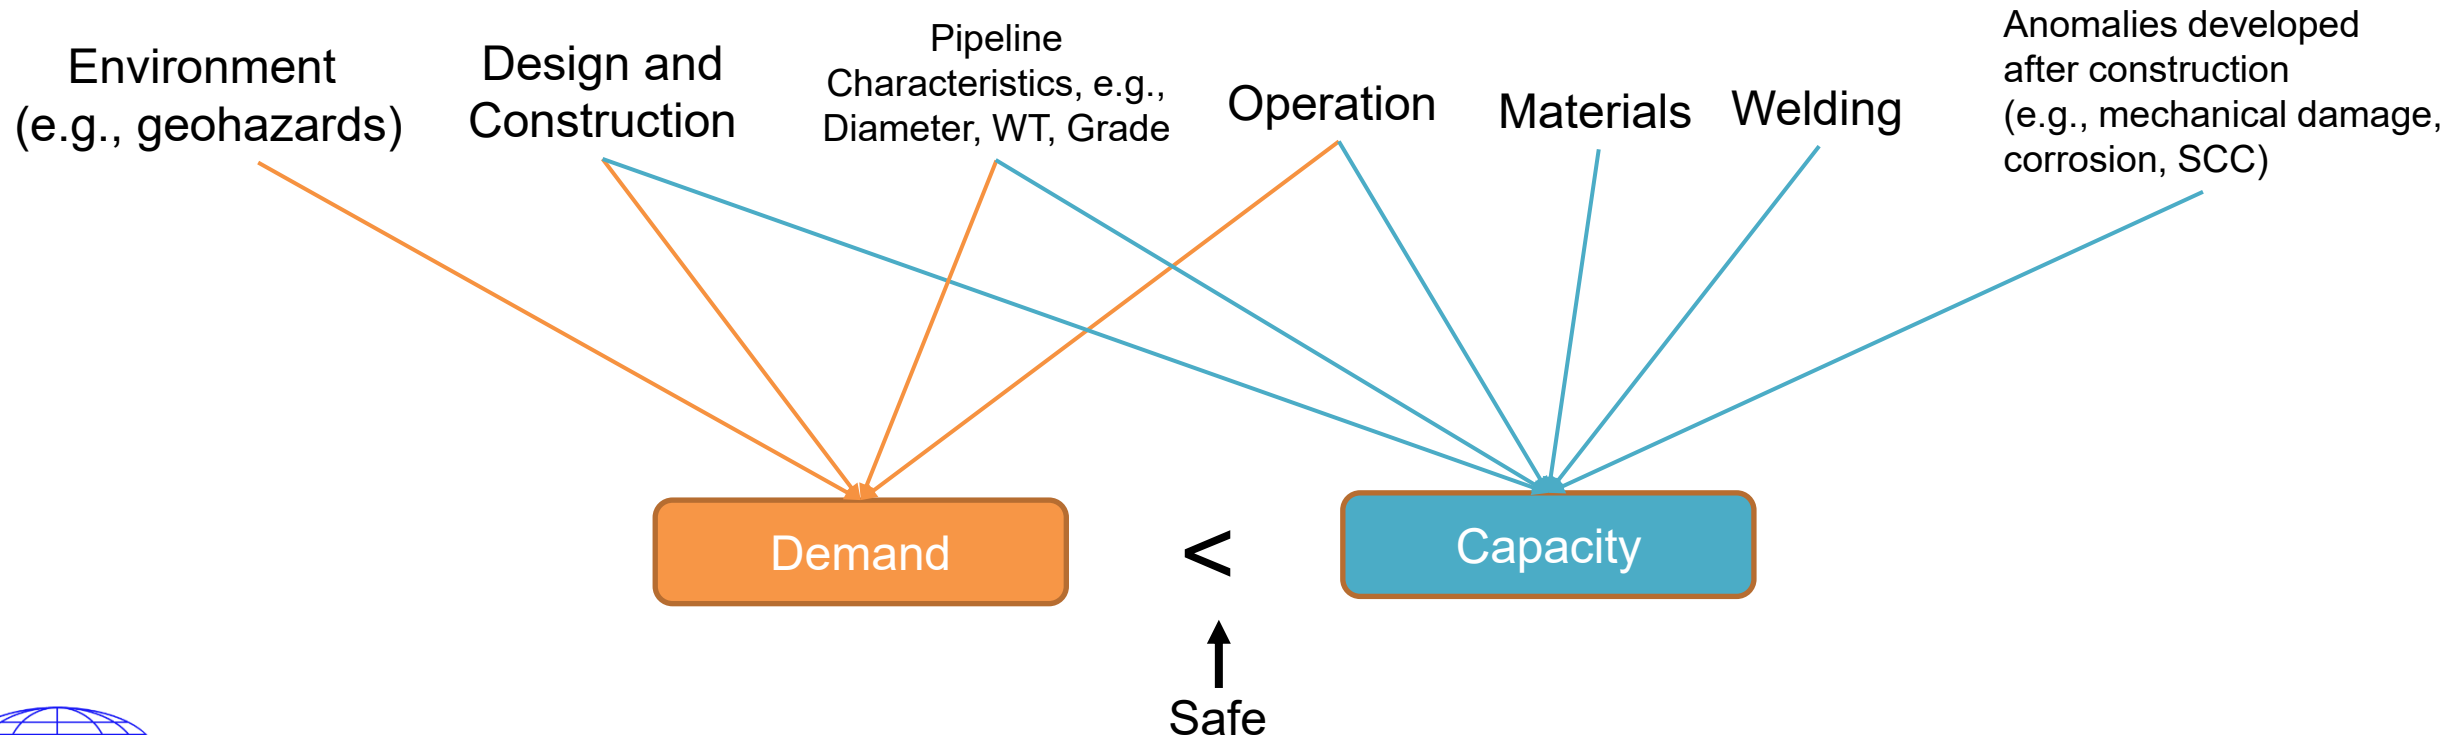 Environment
(e.g., geohazards)
Design and
Construction
Pipeline
Characteristics, e.g.,
Diameter, WT, Grade
Operation
Materials
Welding
Anomalies developed
after construction
(e.g., mechanical damage,
corrosion, SCC)
Demand
<
Capacity
Safe